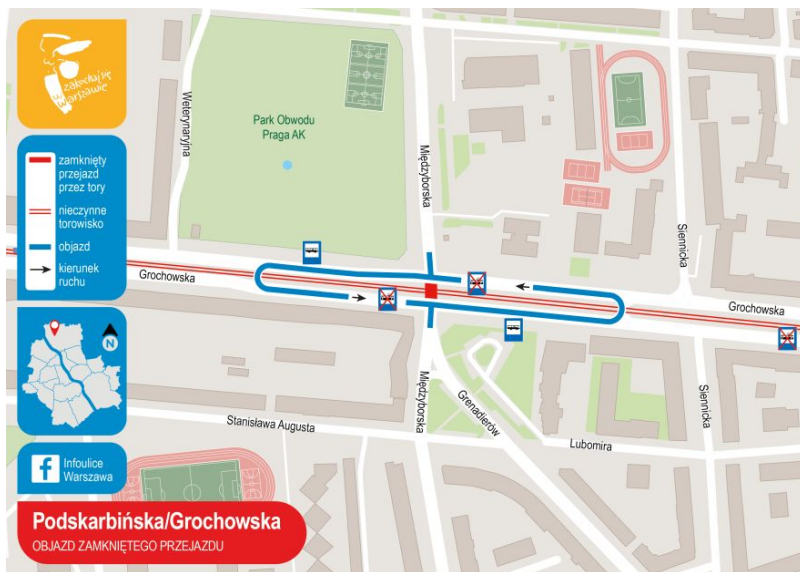 zakochaj się
w
warszawie
zamknięty
przejazd
przez tory
nieczynne
torowisko
objazd
kierunek
ruchu
N
Infoulice
Warszawa
Podskarbińska/Grochowska
OBJAZD ZAMKNIĘTEGO PRZEJAZDU
Weterynaryjna
Park Obwodu
Praga AK
Międzyborska
Siennicka
Grochowska
Grochowska
Międzyborska
Grenadierów
Siennicka
Stanisława Augusta
Lubomira